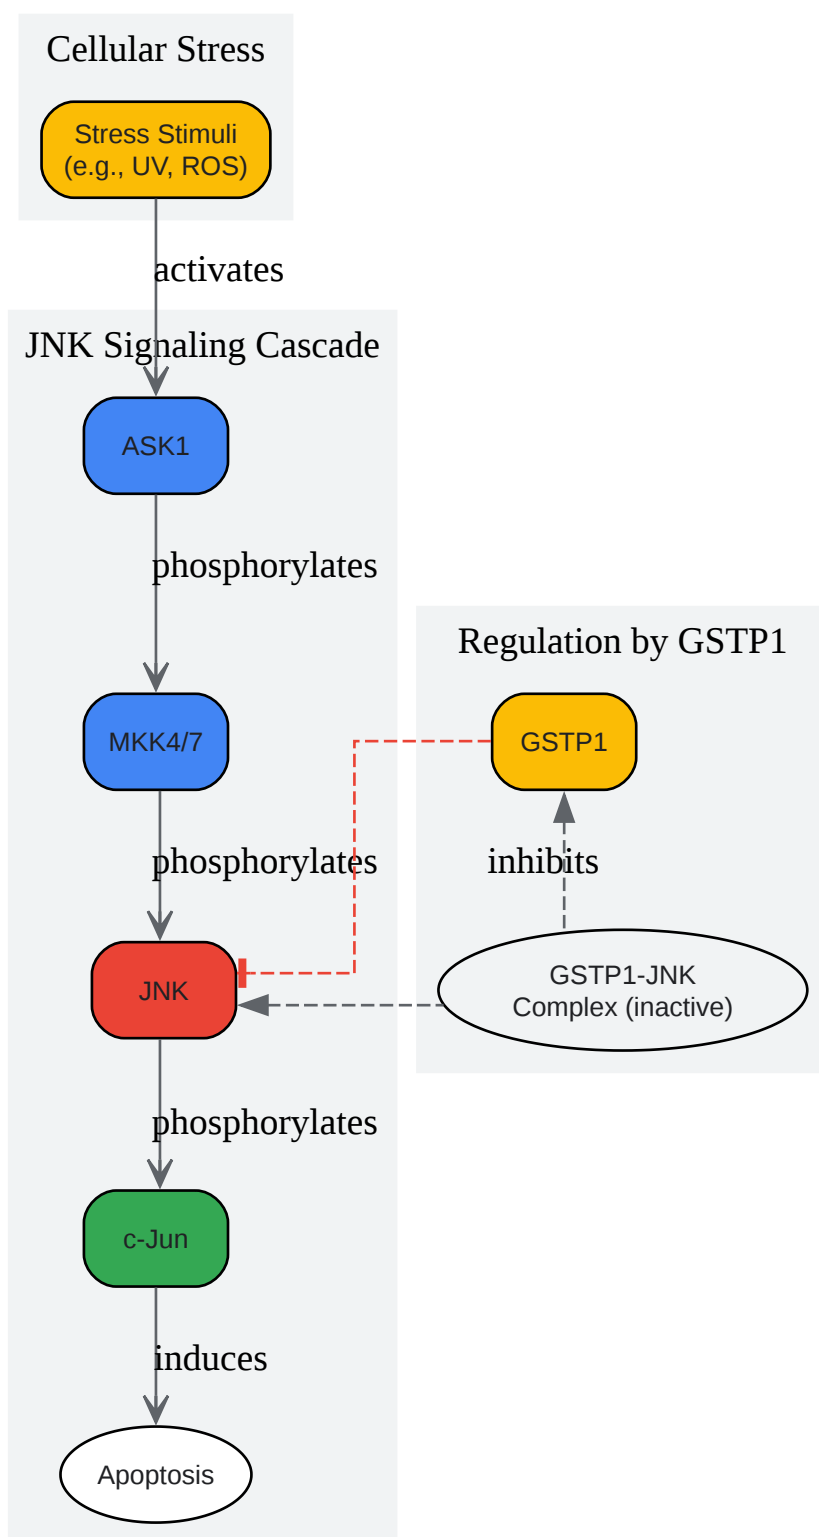 Cellular Stress
Stress Stimuli
(e.g., UV, ROS)
activates
JNK Signaling Cascade
ASK1
phosphorylates
Regulation by GSTP1
MKK4/7
GSTP1
phosphorylates
inhibits
JNK
GSTP1-JNK
Complex (inactive)
phosphorylates
c-Jun
induces
Apoptosis